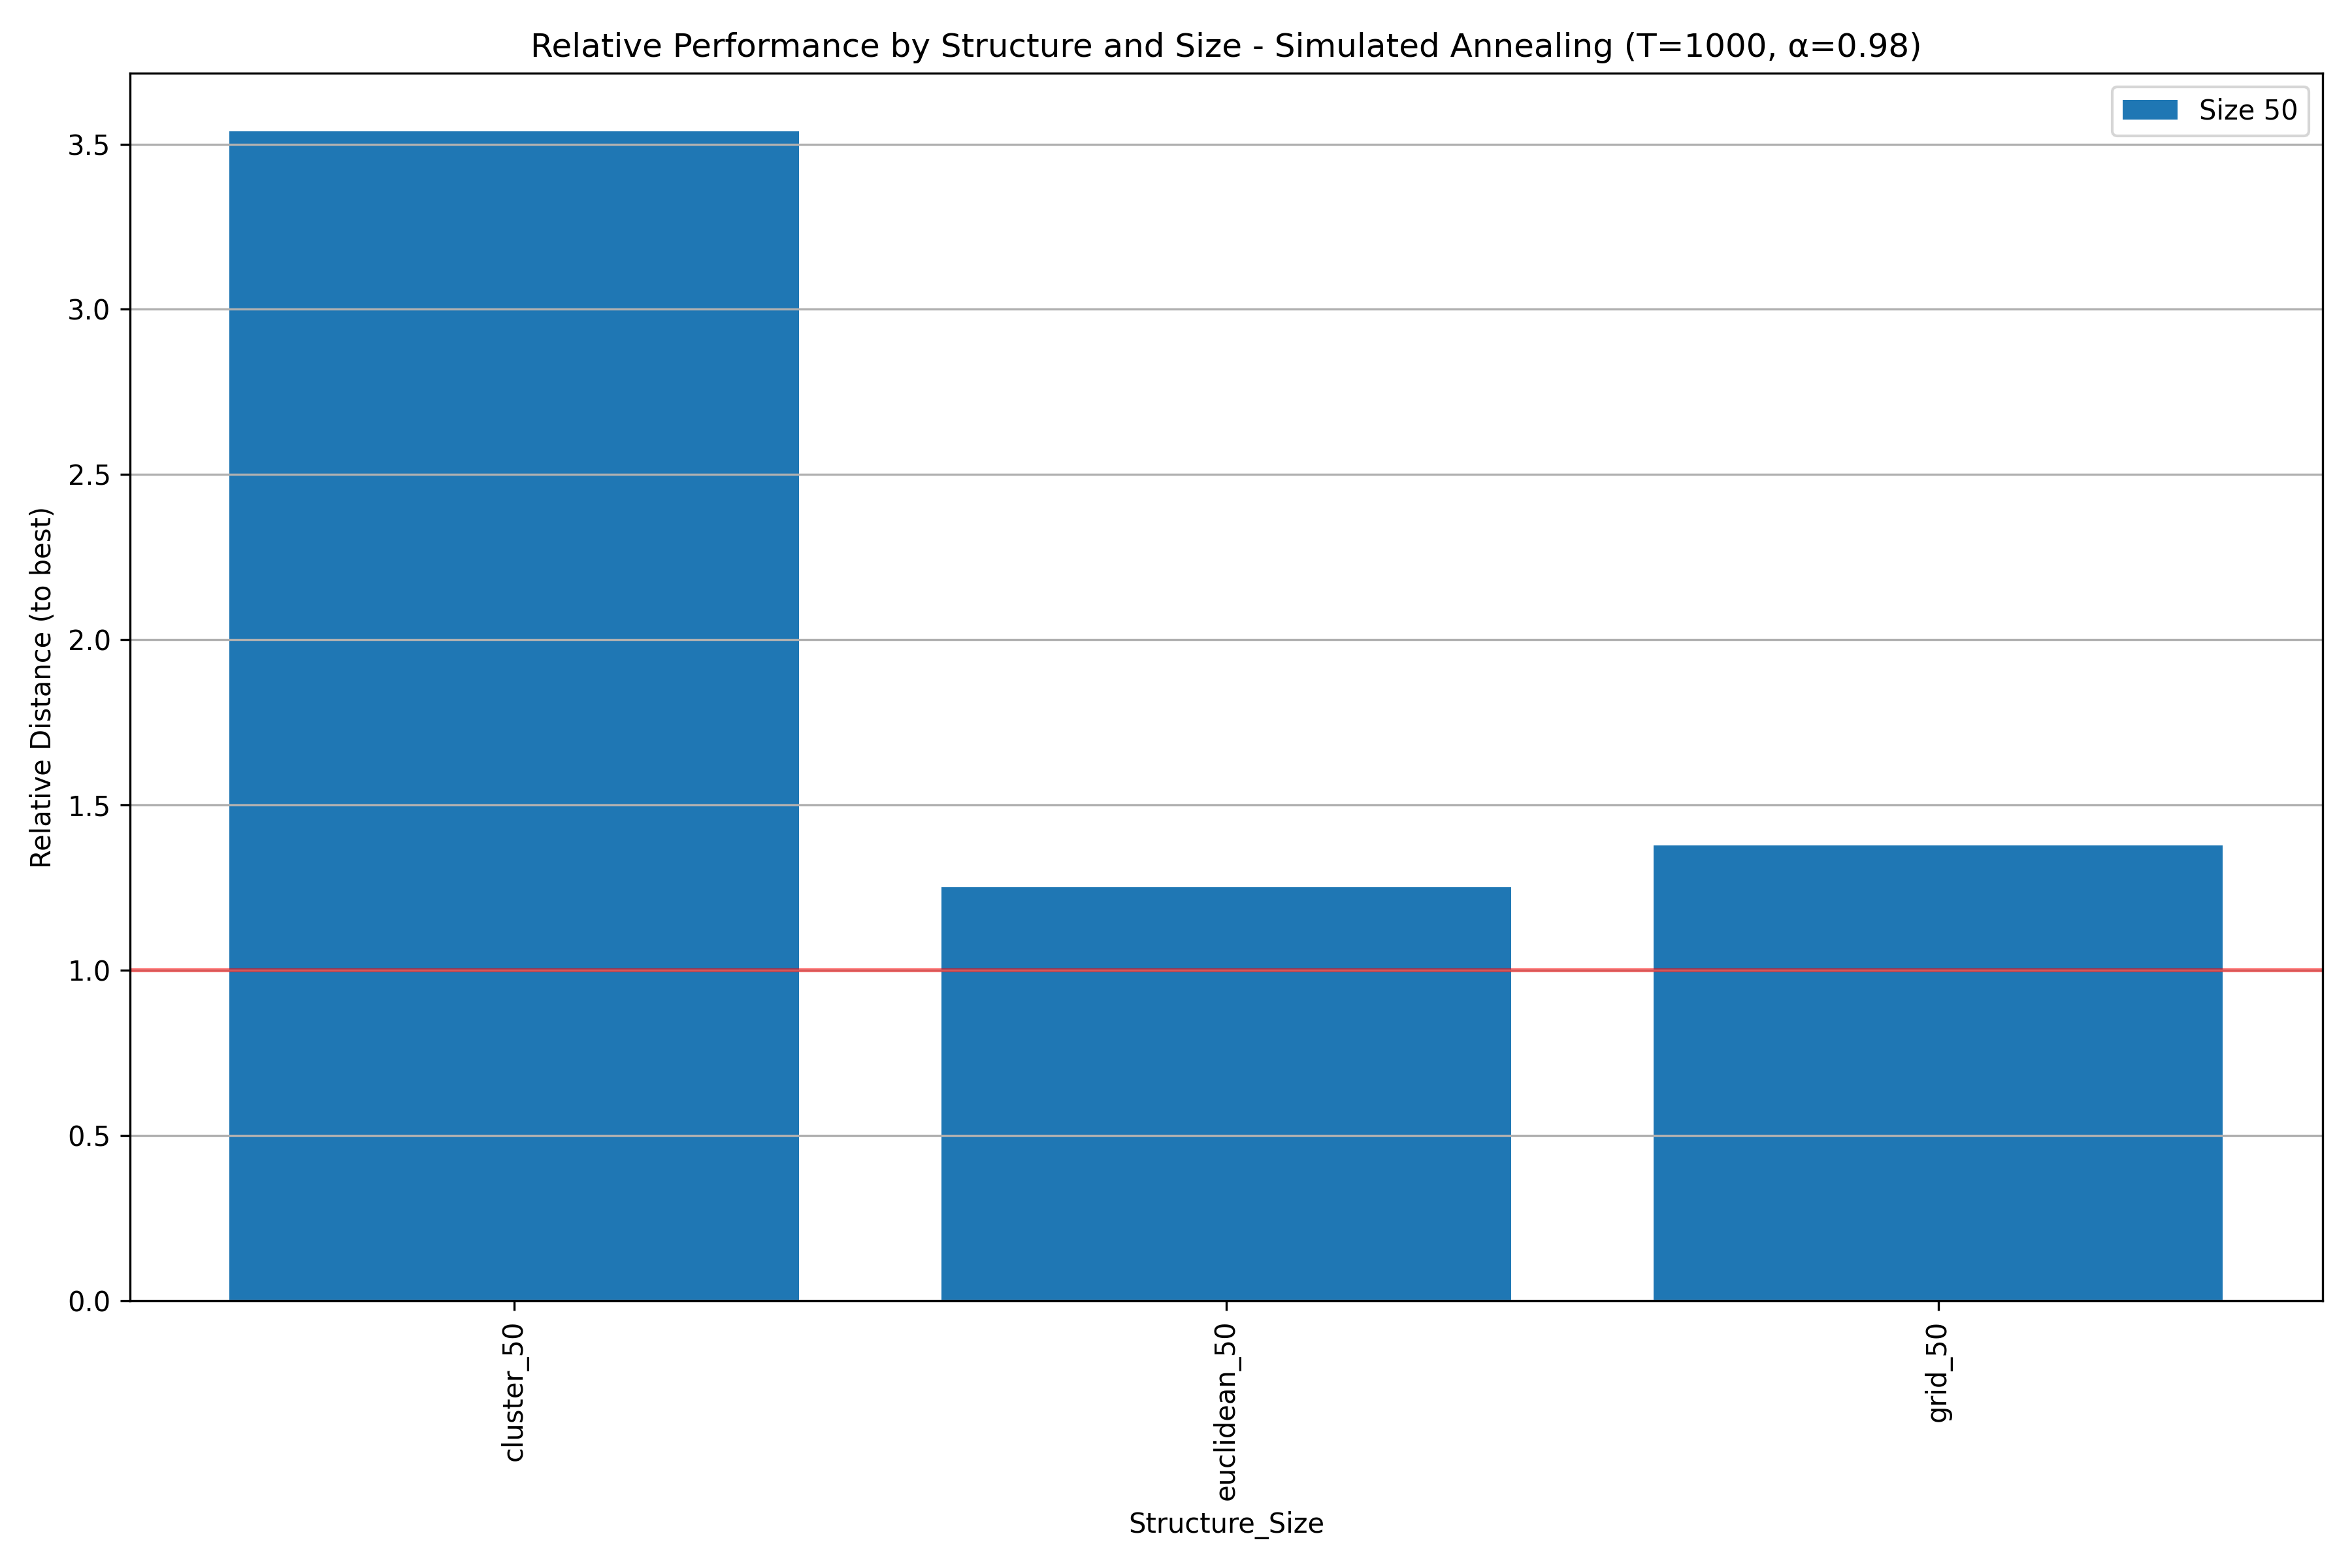 Relative Performance by Structure and Size - Simulated Annealing (T=1000, α=0.98)
Size 50
Relative Distance (to best)
3.5
3.0
2.5
2.0
1.5
1.0
0.5
0.0
cluster_50
euclidean_50
grid_50
Structure_Size